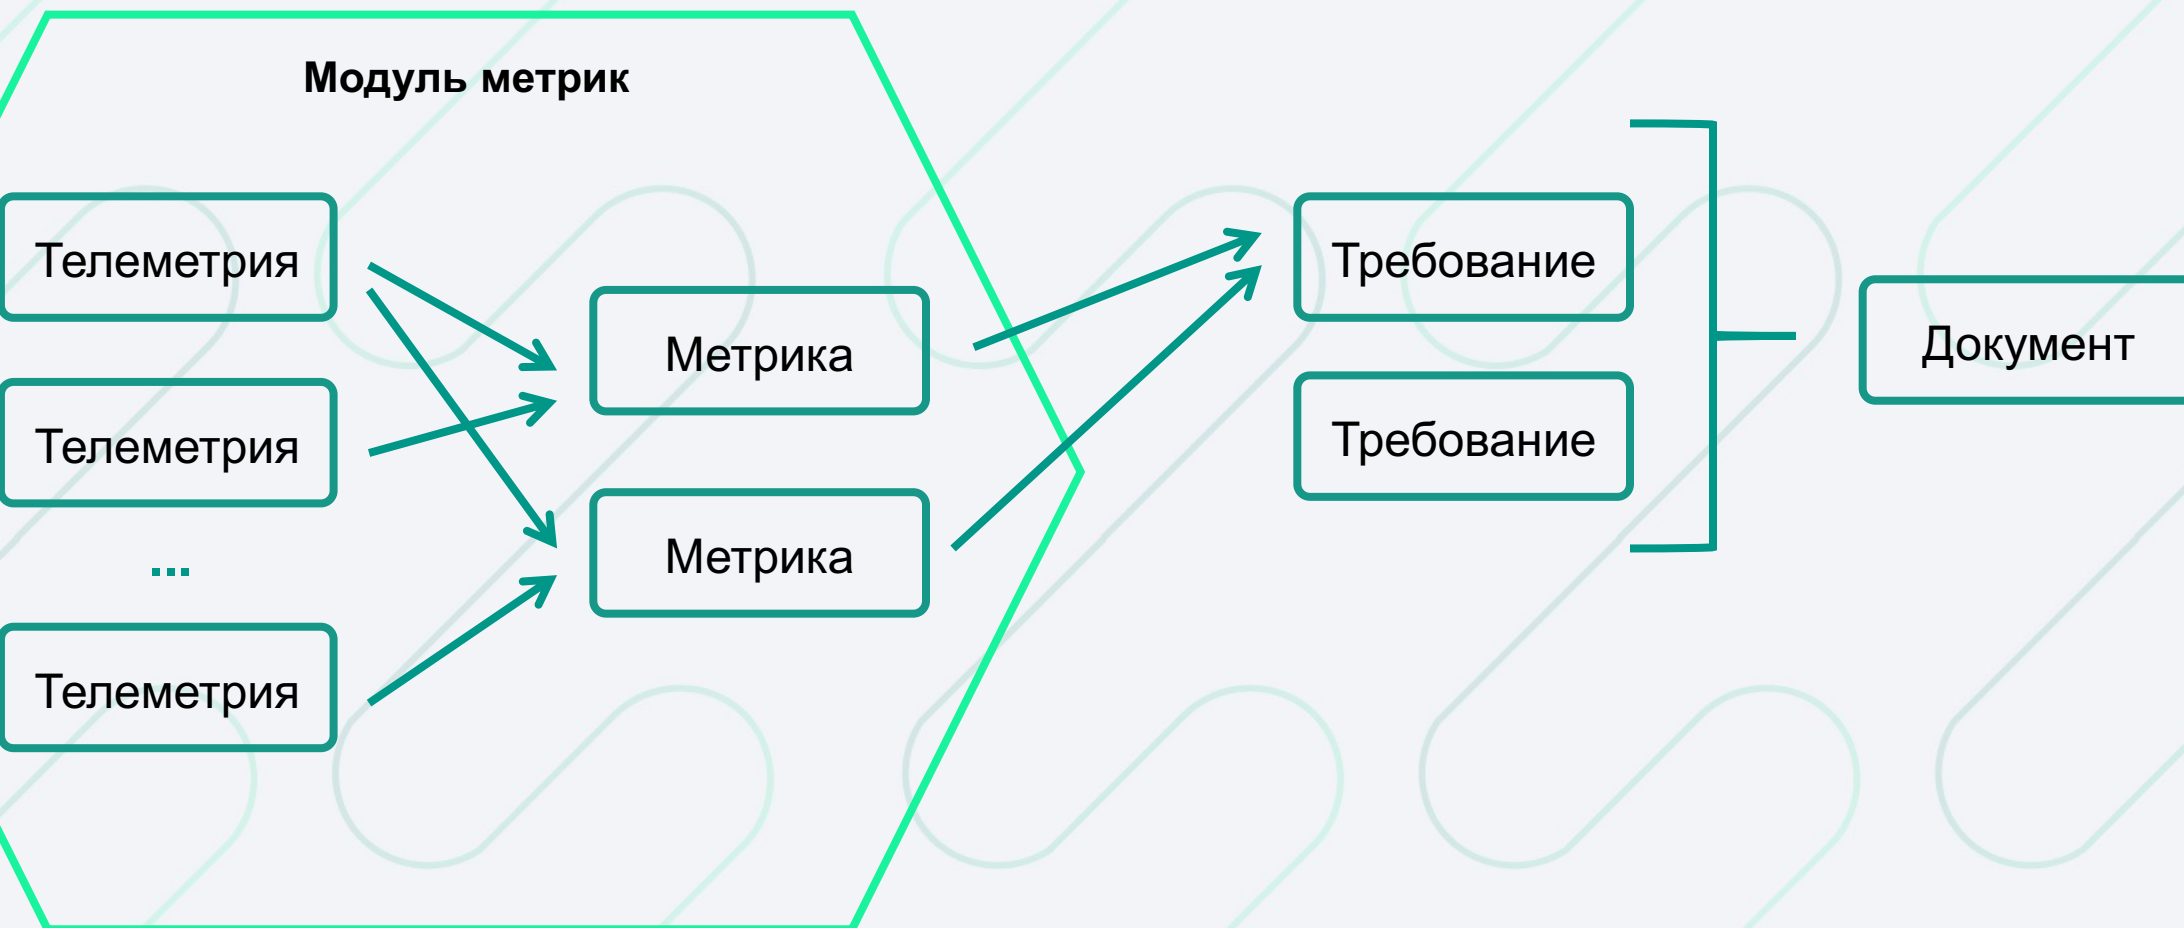 Модуль метрик
Телеметрия
Телеметрия
...
Телеметрия
Метрика
Метрика
Требование
Требование
Документ